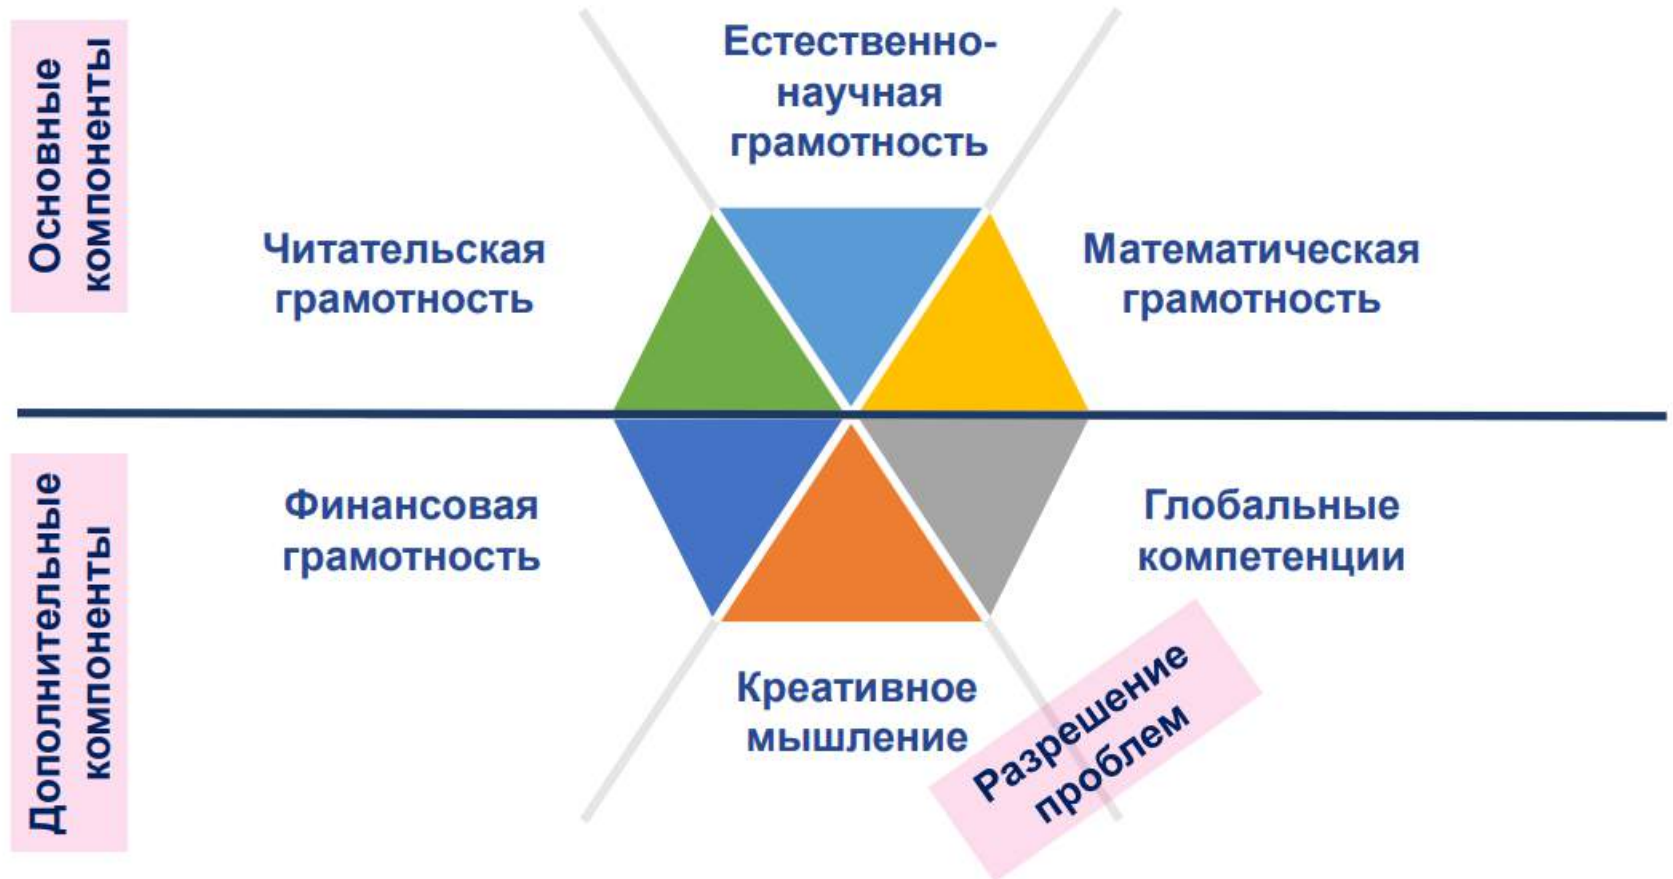 Основные
компоненты
Естественно-
научная
грамотность
Читательская
грамотность
Математическая
грамотность
Дополнительные
компоненты
Финансовая
грамотность
Глобальные
компетенции
Креативное
мышление
Разрешение
проблем